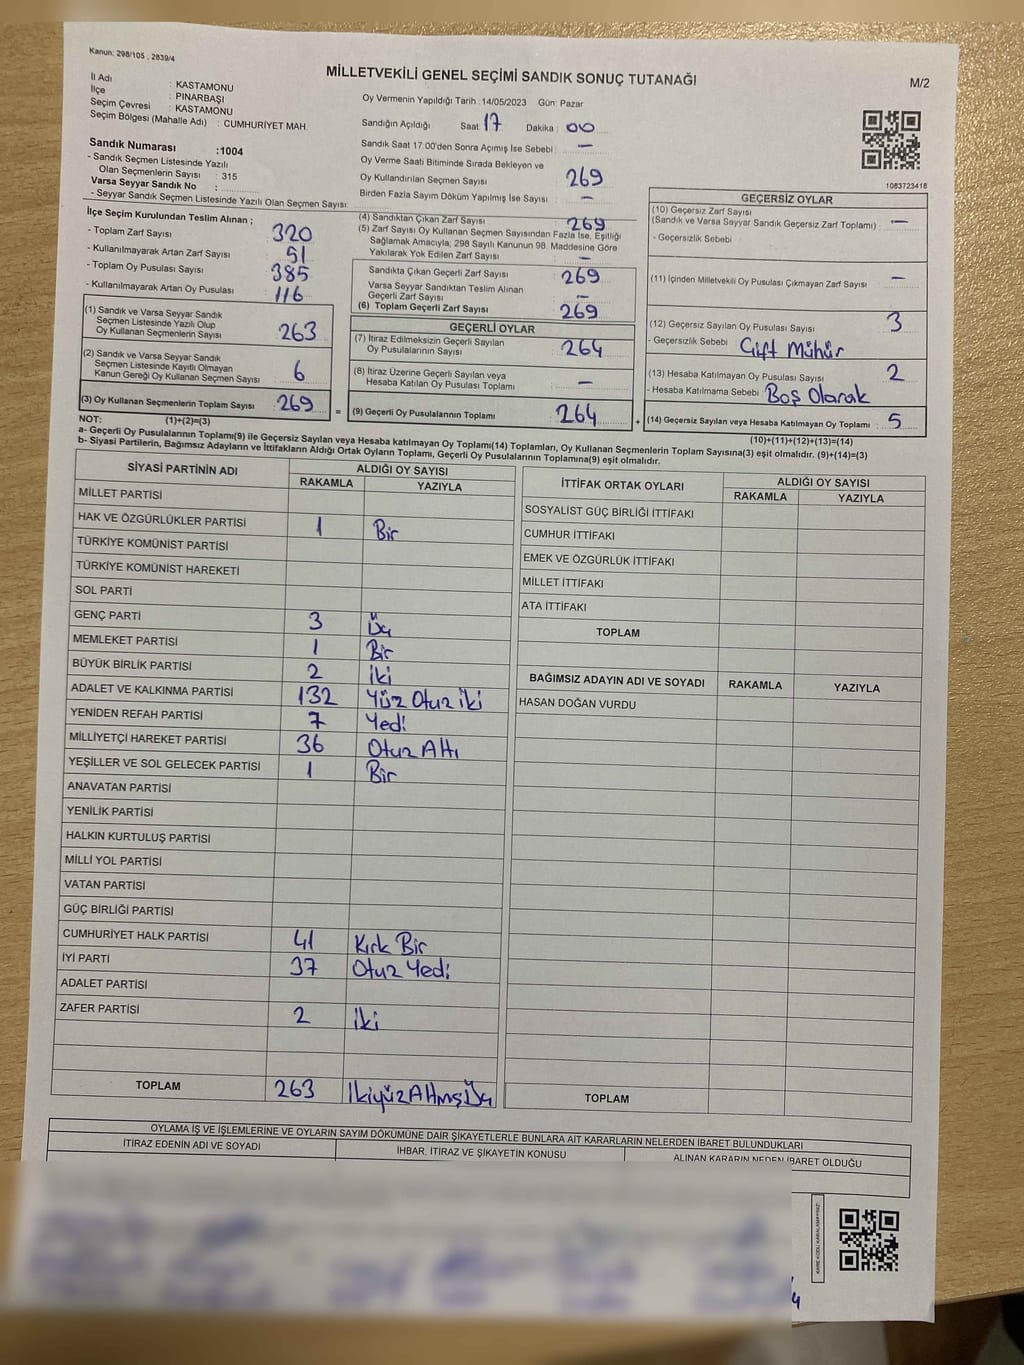 Kanun: 298/105 , 2839/4
MİLLETVEKİLİ GENEL SEÇİMİ SANDIK SONUÇ TUTANAĞI
M/2
İl Adı : KASTAMONU
İlçe : PINARBAŞI
Seçim Çevresi : KASTAMONU
Seçim Bölgesi (Mahalle Adı) : CUMHURİYET MAH.
Sandık Numarası :1004
- Sandık Seçmen Listesinde Yazılı
Olan Seçmenlerin Sayısı : 315
Varsa Seyyar Sandık No :
- Seyyar Sandık Seçmen Listesinde Yazılı Olan Seçmen Sayısı:
Oy Vermenin Yapıldığı Tarih : 14/05/2023 Gün: Pazar
Sandığın Açıldığı Saat: 17 Dakika : 00
Sandık Saat 17.00'den Sonra Açımış İse Sebebi : —
Oy Verme Saati Bitiminde Sırada Bekleyen ve
Oy Kullandırılan Seçmen Sayısı 269
Birden Fazla Sayım Döküm Yapılmış İse Sayısı : —
1083723418
İlçe Seçim Kurulundan Teslim Alınan ;
- Toplam Zarf Sayısı 320
- Kullanılmayarak Artan Zarf Sayısı 51
- Toplam Oy Pusulası Sayısı 385
- Kullanılmayarak Artan Oy Pusulası 116
(1) Sandık ve Varsa Seyyar Sandık
Seçmen Listesinde Yazılı Olup
Oy Kullanan Seçmenlerin Sayısı 263
(2) Sandık ve Varsa Seyyar Sandık
Seçmen Listesinde Kayıtlı Olmayan
Kanun Gereği Oy Kullanan Seçmen Sayısı 6
(3) Oy Kullanan Seçmenlerin Toplam Sayısı 269
(4) Sandıktan Çıkan Zarf Sayısı 269
(5) Zarf Sayısı Oy Kullanan Seçmen Sayısından Fazla İse, Eşitliği
Sağlamak Amacıyla; 298 Sayılı Kanunun 98. Maddesine Göre
Yakılarak Yok Edilen Zarf Sayısı —
Sandıkta Çıkan Geçerli Zarf Sayısı 269
Varsa Seyyar Sandıktan Teslim Alınan
Geçerli Zarf Sayısı —
(6) Toplam Geçerli Zarf Sayısı 269
GEÇERLİ OYLAR
(7) İtiraz Edilmeksizin Geçerli Sayılan
Oy Pusulalarının Sayısı 264
(8) İtiraz Üzerine Geçerli Sayılan veya
Hesaba Katılan Oy Pusulası Toplamı —
= (9) Geçerli Oy Pusulalarının Toplamı 264
GEÇERSİZ OYLAR
(10) Geçersiz Zarf Sayısı
(Sandık ve Varsa Seyyar Sandık Geçersiz Zarf Toplamı) : —
- Geçersizlik Sebebi
(11) İçinden Milletvekili Oy Pusulası Çıkmayan Zarf Sayısı —
(12) Geçersiz Sayılan Oy Pusulası Sayısı 3
- Geçersizlik Sebebi Çift Mühür
(13) Hesaba Katılmayan Oy Pusulası Sayısı 2
- Hesaba Katılmama Sebebi Boş Olarak
+ (14) Geçersiz Sayılan veya Hesaba Katılmayan Oy Pusulası Toplamı 5
NOT: (1)+(2)=(3)
(10)+(11)+(12)+(13)=(14)
a- Geçerli Oy Pusulalarının Toplamı(9) ile Geçersiz Sayılan veya Hesaba katılmayan Oy Toplamı(14) Toplamları, Oy Kullanan Seçmenlerin Toplam Sayısına(3) eşit olmalıdır. (9)+(14)=(3)
b- Siyasi Partilerin, Bağımsız Adayların ve İttifakların Aldığı Ortak Oyların Toplamı, Geçerli Oy Pusulalarının Toplamına(9) eşit olmalıdır.
SİYASİ PARTİNİN ADI ALDIĞI OY SAYISI
RAKAMLA YAZIYLA
MİLLET PARTİSİ
HAK VE ÖZGÜRLÜKLER PARTİSİ 1 Bir
TÜRKİYE KOMÜNİST PARTİSİ
TÜRKİYE KOMÜNİST HAREKETİ
SOL PARTİ
GENÇ PARTİ 3 Üç
MEMLEKET PARTİSİ 1 Bir
BÜYÜK BİRLİK PARTİSİ 2 İki
ADALET VE KALKINMA PARTİSİ 132 Yüz Otuz İki
YENİDEN REFAH PARTİSİ 7 Yedi
MİLLİYETÇİ HAREKET PARTİSİ 36 Otuz Altı
YEŞİLLER VE SOL GELECEK PARTİSİ 1 Bir
ANAVATAN PARTİSİ
YENİLİK PARTİSİ
HALKIN KURTULUŞ PARTİSİ
MİLLİ YOL PARTİSİ
VATAN PARTİSİ
GÜÇ BİRLİĞİ PARTİSİ
CUMHURİYET HALK PARTİSİ 41 Kırk Bir
İYİ PARTİ 37 Otuz Yedi
ADALET PARTİSİ
ZAFER PARTİSİ 2 iki
TOPLAM 263 İkiyüz Altmış Üç
İTTİFAK ORTAK OYLARI ALDIĞI OY SAYISI
RAKAMLA YAZIYLA
SOSYALİST GÜÇ BİRLİĞİ İTTİFAKI
CUMHUR İTTİFAKI
EMEK VE ÖZGÜRLÜK İTTİFAKI
MİLLET İTTİFAKI
ATA İTTİFAKI
TOPLAM
BAĞIMSIZ ADAYIN ADI VE SOYADI RAKAMLA YAZIYLA
HASAN DOĞAN VURDU
TOPLAM
OYLAMA İŞ VE İŞLEMLERİNE VE OYLARIN SAYIM DÖKÜMÜNE DAİR ŞİKAYETLERLE BUNLARA AİT KARARLARIN NELERDEN İBARET BULUNDUKLARI
İTİRAZ EDENİN ADI VE SOYADI İHBAR, İTİRAZ VE ŞİKAYETİN KONUSU ALINAN KARARIN NEDEN İBARET OLDUĞU